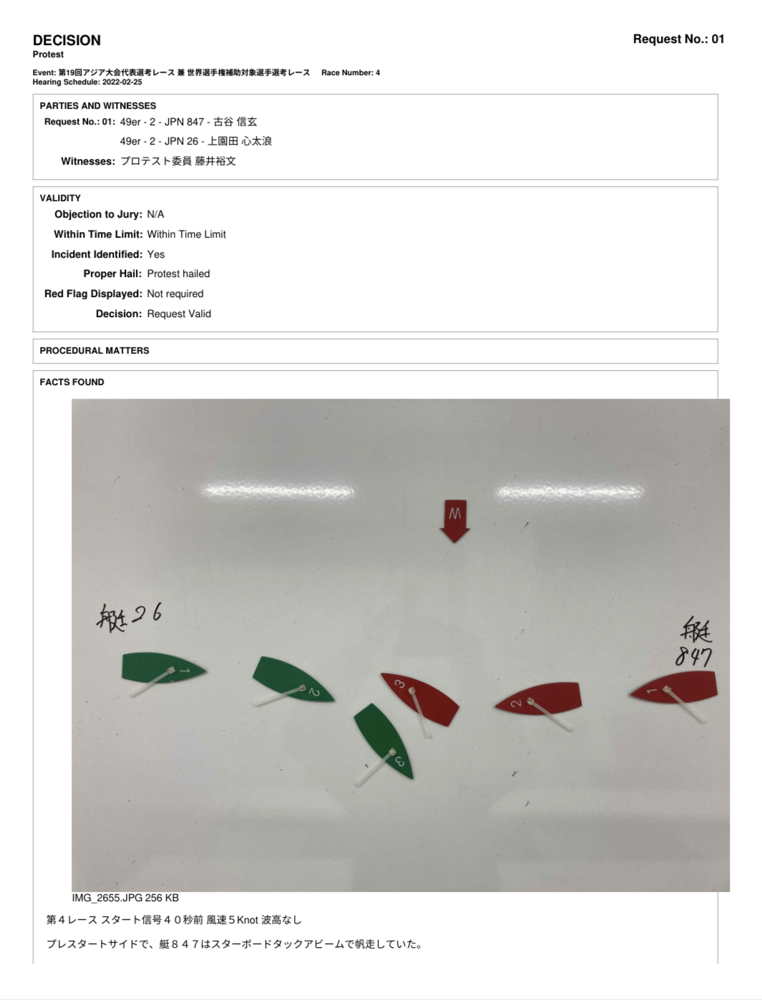 DECISION
Request No.: 01
Protest
Event: 第19回アジア大会代表選考レース 兼 世界選手権補助対象選手選考レース Race Number: 4
Hearing Schedule: 2022-02-25
PARTIES AND WITNESSES
Request No.: 01: 49er - 2 - JPN 847 - 古谷 信玄
49er - 2 - JPN 26 - 上園田 心太浪
Witnesses: プロテスト委員 藤井裕文
VALIDITY
Objection to Jury: N/A
Within Time Limit: Within Time Limit
Incident Identified: Yes
Proper Hail: Protest hailed
Red Flag Displayed: Not required
Decision: Request Valid
PROCEDURAL MATTERS
FACTS FOUND
W
艇26
艇
847
1
2
3
3
2
1
IMG_2655.JPG 256 KB
第４レース スタート信号４０秒前 風速５Knot 波高なし
プレスタートサイドで、艇８４７はスターボードタックアビームで帆走していた。